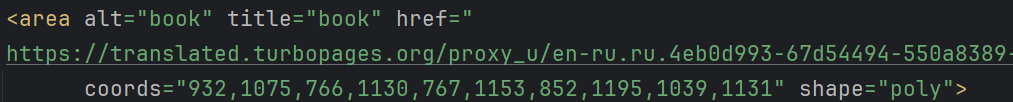 <area alt="book" title="book" href="
https://translated.turbopages.org/proxy_u/en-ru.ru.4eb0d993-67d54494-550a8389-
coords="932,1075,766,1130,767,1153,852,1195,1039,1131" shape="poly">